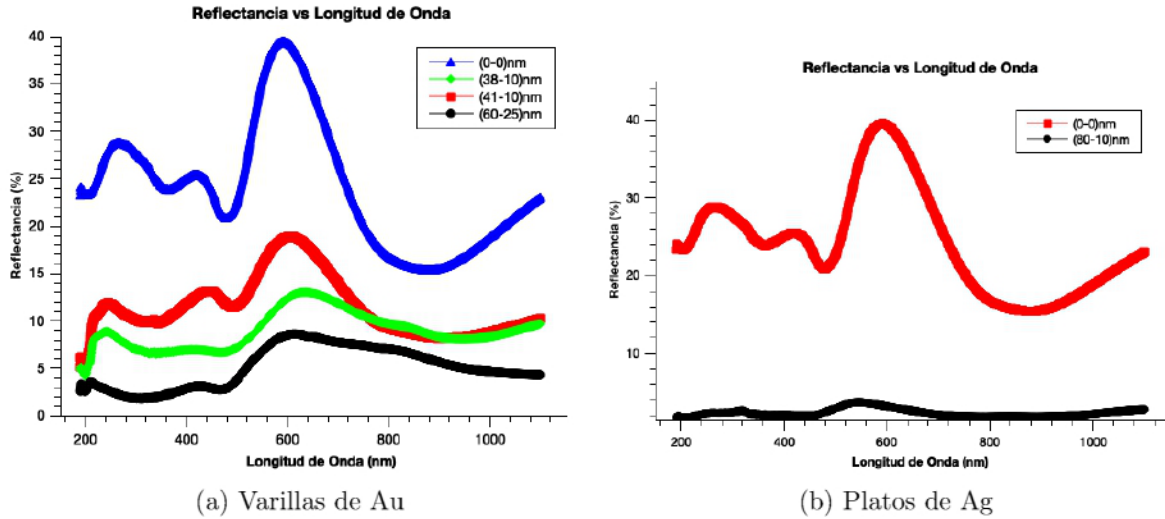 Reflectancia vs Longitud de Onda
40
35
30
25
20
15
10
5
0
Reflectancia (%)
(0-0)nm
(38-10)nm
(41-10)nm
(60-25)nm
200 400 600 800 1000
Longitud de Onda (nm)
(a) Varillas de Au
Reflectancia vs Longitud de Onda
40
30
20
10
Reflectancia (%)
(0-0)nm
(80-10)nm
200 400 600 800 1000
Longitud de Onda (nm)
(b) Platos de Ag